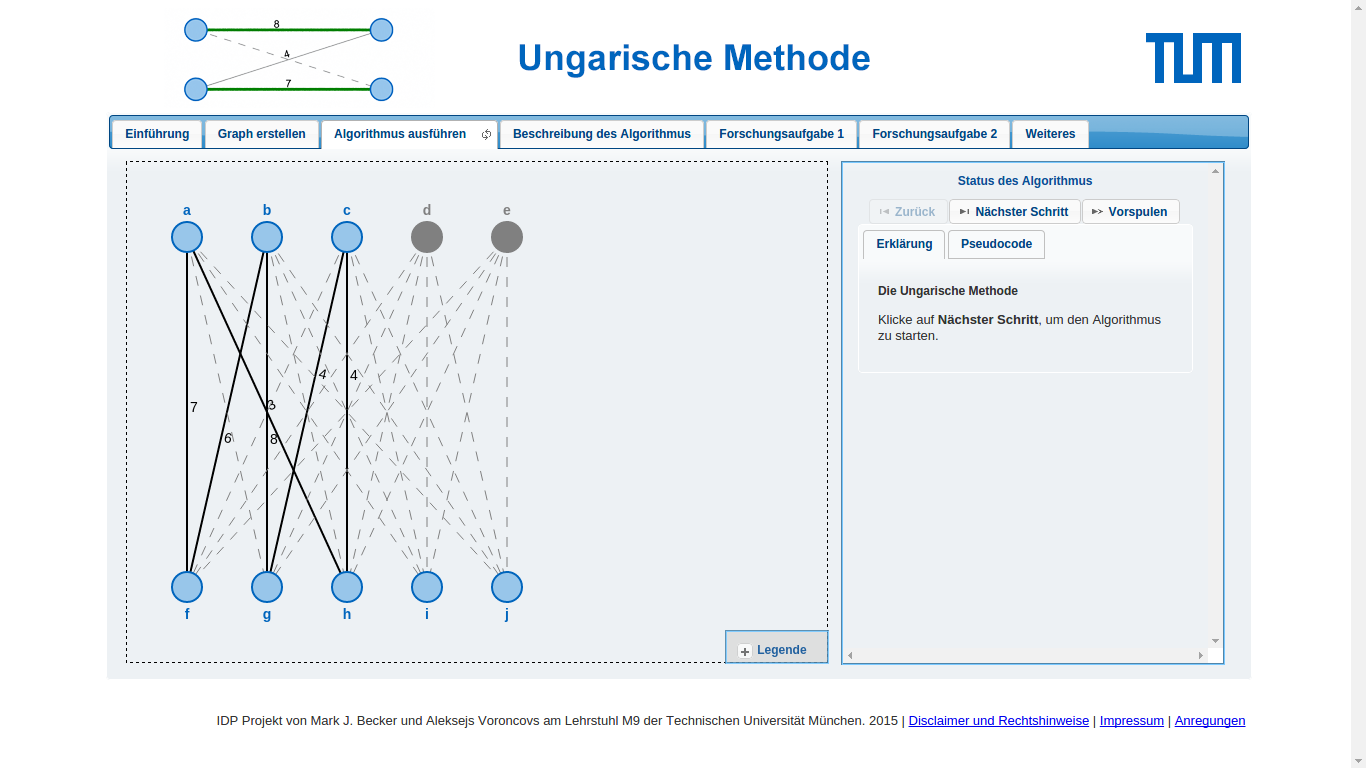 8
4
7
Ungarische Methode
TUM
Einführung Graph erstellen Algorithmus ausführen Beschreibung des Algorithmus Forschungsaufgabe 1 Forschungsaufgabe 2 Weiteres
a b c d e
4 4
7 3
6 8
f g h i j
Legende
Status des Algorithmus
Zurück Nächster Schritt Vorspulen
Erklärung Pseudocode
Die Ungarische Methode
Klicke auf Nächster Schritt, um den Algorithmus
zu starten.
IDP Projekt von Mark J. Becker und Aleksejs Voroncovs am Lehrstuhl M9 der Technischen Universität München. 2015 | Disclaimer und Rechtshinweise | Impressum | Anregungen